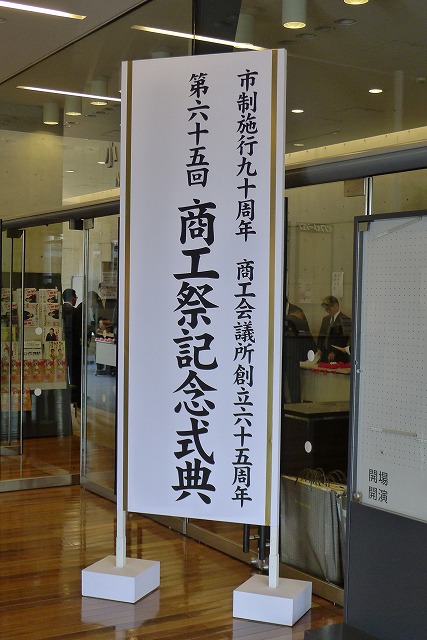 市制施行九十周年 商工会議所創立六十五周年
第六十五回 商工祭記念式典
開場
開演